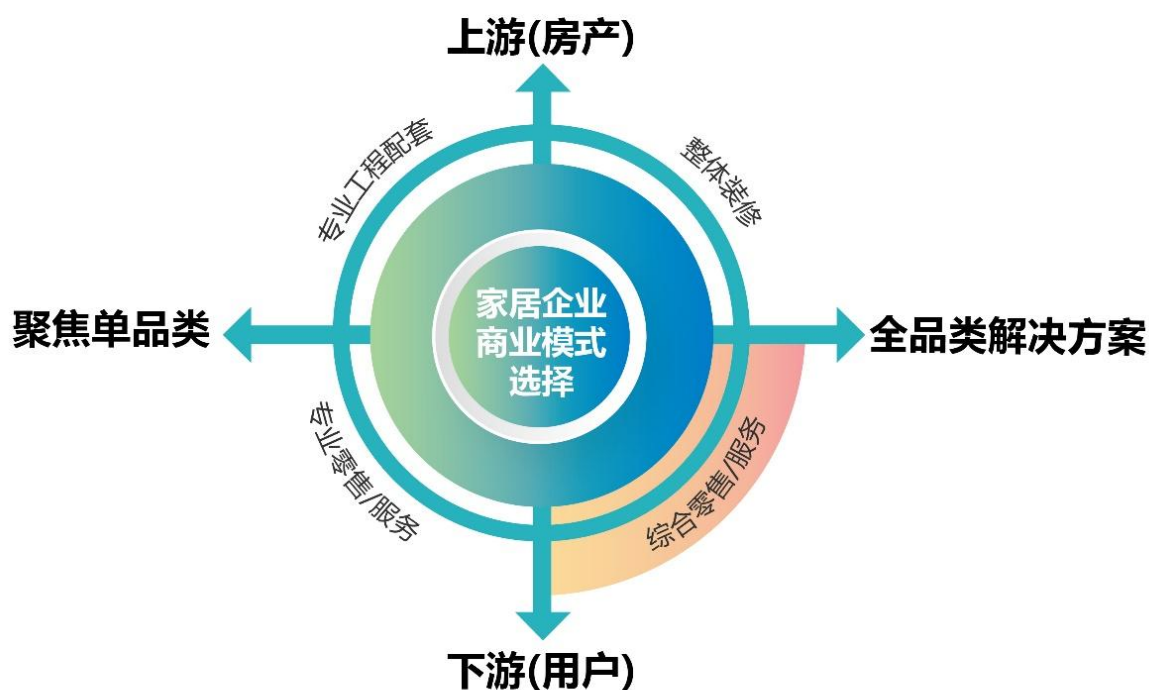 上游(房产)
专业工程配套
整体装修
聚焦单品类
家居企业
商业模式
选择
全品类解决方案
专业零售/服务
综合零售/服务
下游(用户)